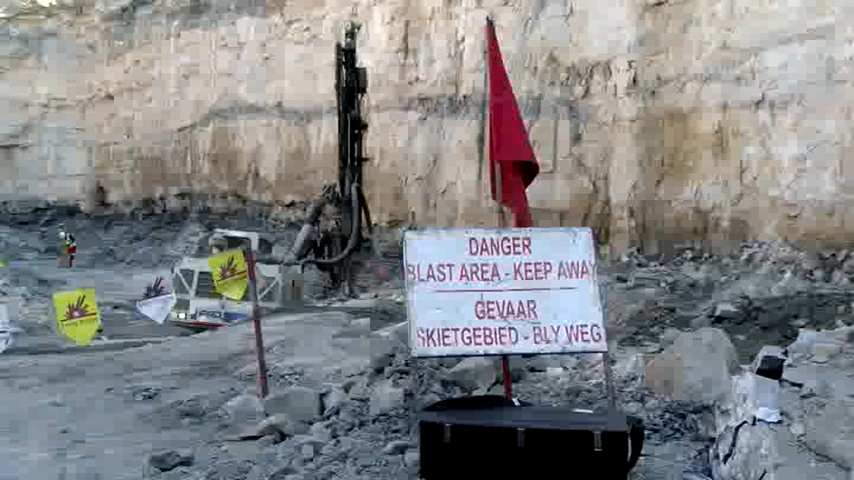 DANGER
BLAST AREA - KEEP AWAY
GEVAAR
SKIETGEBIED - BLY WEG